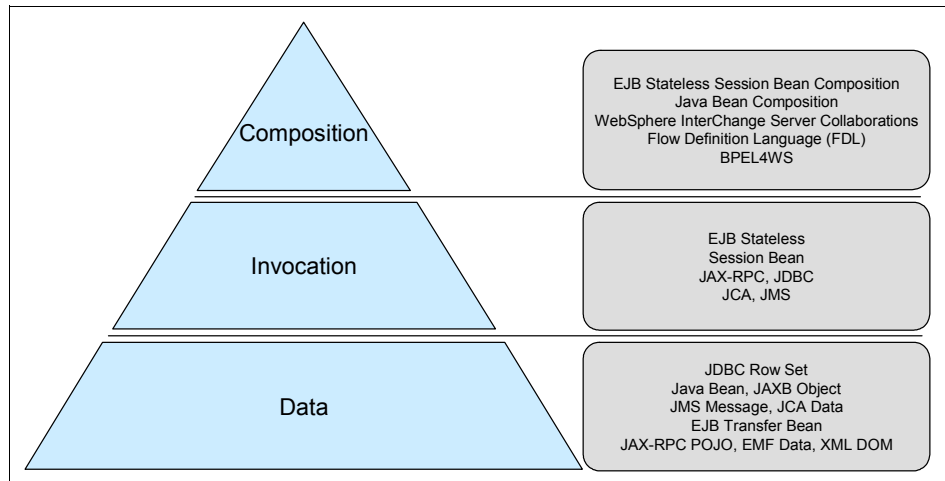 Composition
EJB Stateless Session Bean Composition
Java Bean Composition
WebSphere InterChange Server Collaborations
Flow Definition Language (FDL)
BPEL4WS
Invocation
EJB Stateless
Session Bean
JAX-RPC, JDBC
JCA, JMS
Data
JDBC Row Set
Java Bean, JAXB Object
JMS Message, JCA Data
EJB Transfer Bean
JAX-RPC POJO, EMF Data, XML DOM